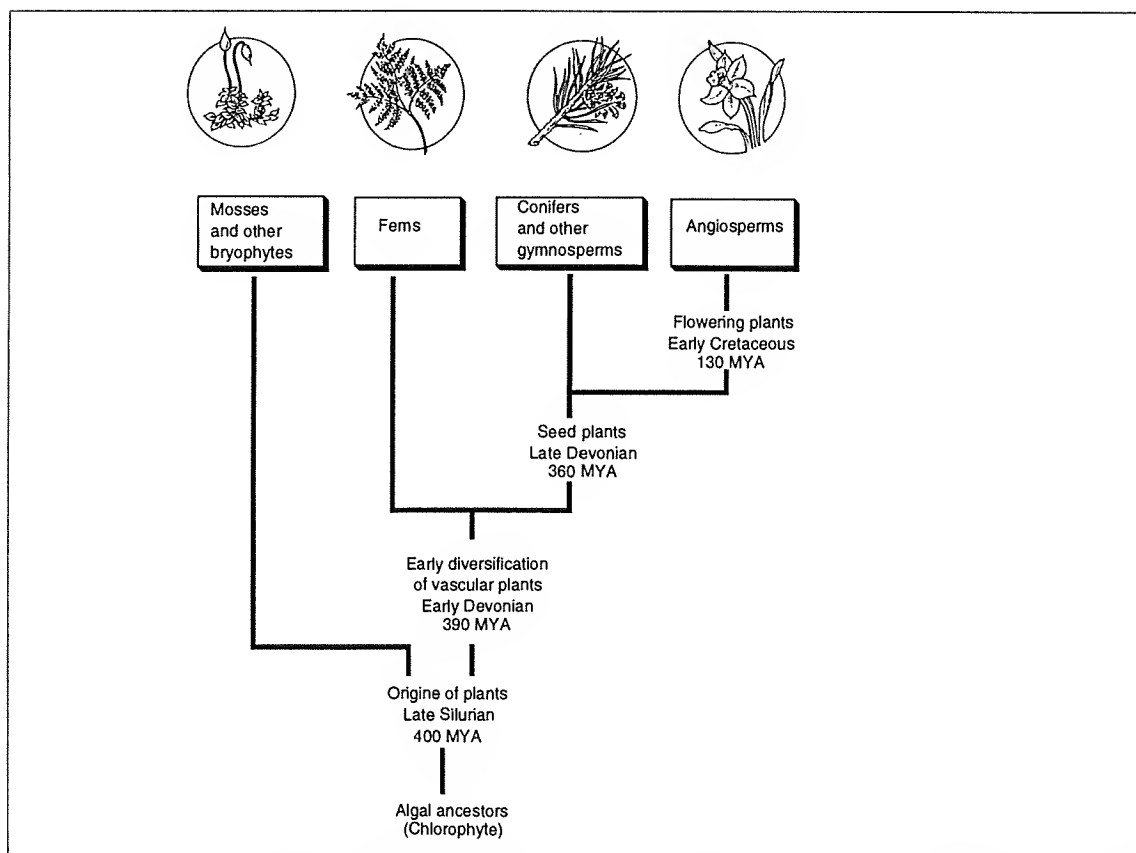 Mosses
and other
bryophytes
Ferns
Conifers
and other
gymnosperms
Angiosperms
Flowering plants
Early Cretaceous
130 MYA
Seed plants
Late Devonian
360 MYA
Early diversification
of vascular plants
Early Devonian
390 MYA
Origine of plants
Late Silurian
400 MYA
Algal ancestors
(Chlorophyte)